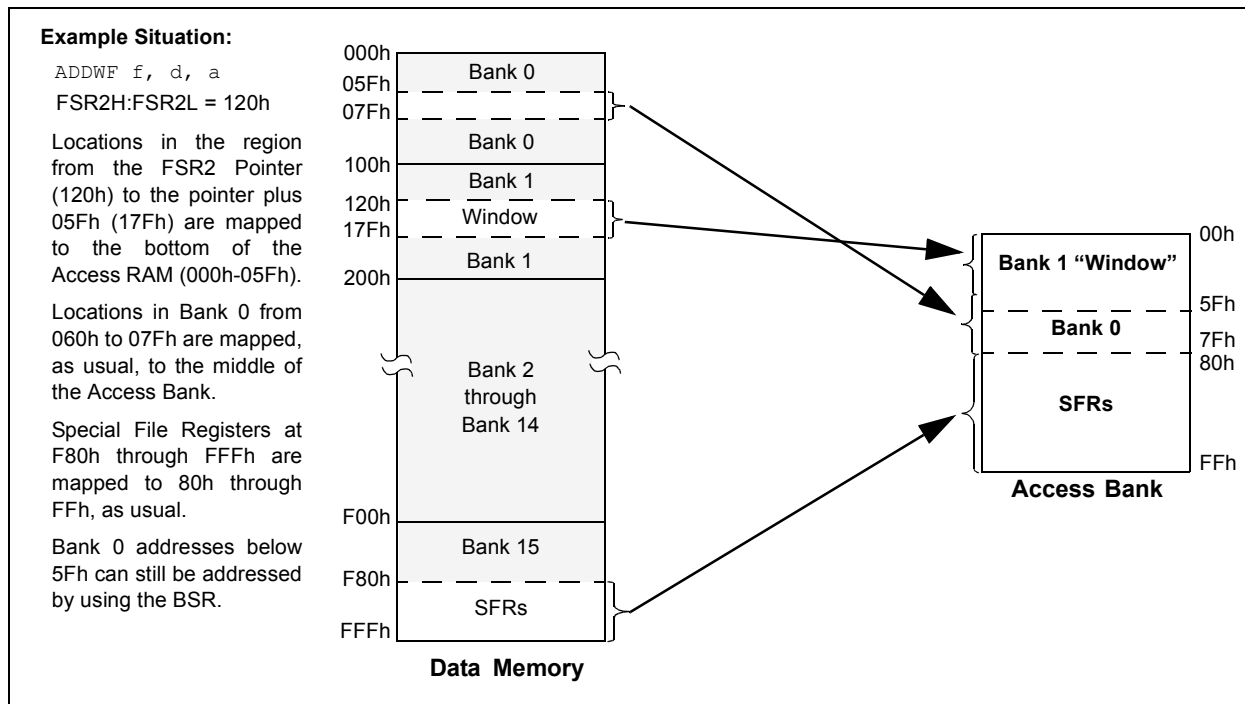 Example Situation:
ADDWF f, d, a
FSR2H:FSR2L = 120h
Locations in the region
from the FSR2 Pointer
(120h) to the pointer plus
05Fh (17Fh) are mapped
to the bottom of the
Access RAM (000h-05Fh).
Locations in Bank 0 from
060h to 07Fh are mapped,
as usual, to the middle of
the Access Bank.
Special File Registers at
F80h through FFFh are
mapped to 80h through
FFh, as usual.
Bank 0 addresses below
5Fh can still be addressed
by using the BSR.
000h
Bank 0
05Fh
07Fh
Bank 0
100h
Bank 1
120h
Window
17Fh
Bank 1
200h
Bank 2
through
Bank 14
F00h
Bank 15
F80h
SFRs
FFFh
Data Memory
00h
Bank 1 “Window”
5Fh
Bank 0
7Fh
80h
SFRs
FFh
Access Bank